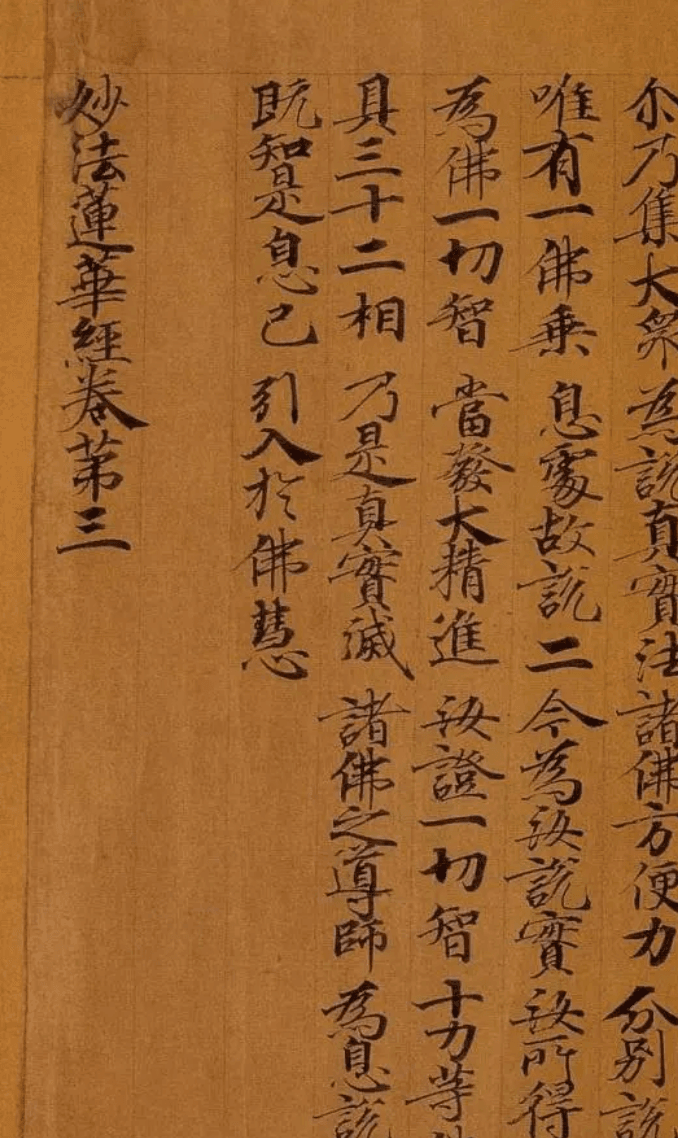 尒乃集大衆 為說真實法 諸佛方便力 分別說
唯有一佛乗 息處故說二 今為汝說實 汝所得
為佛一切智 當發大精進 汝證一切智 十力等
具三十二相 乃是真實滅 諸佛之導師 為息說
既知是息已 引入於佛慧
妙法蓮華經卷第三